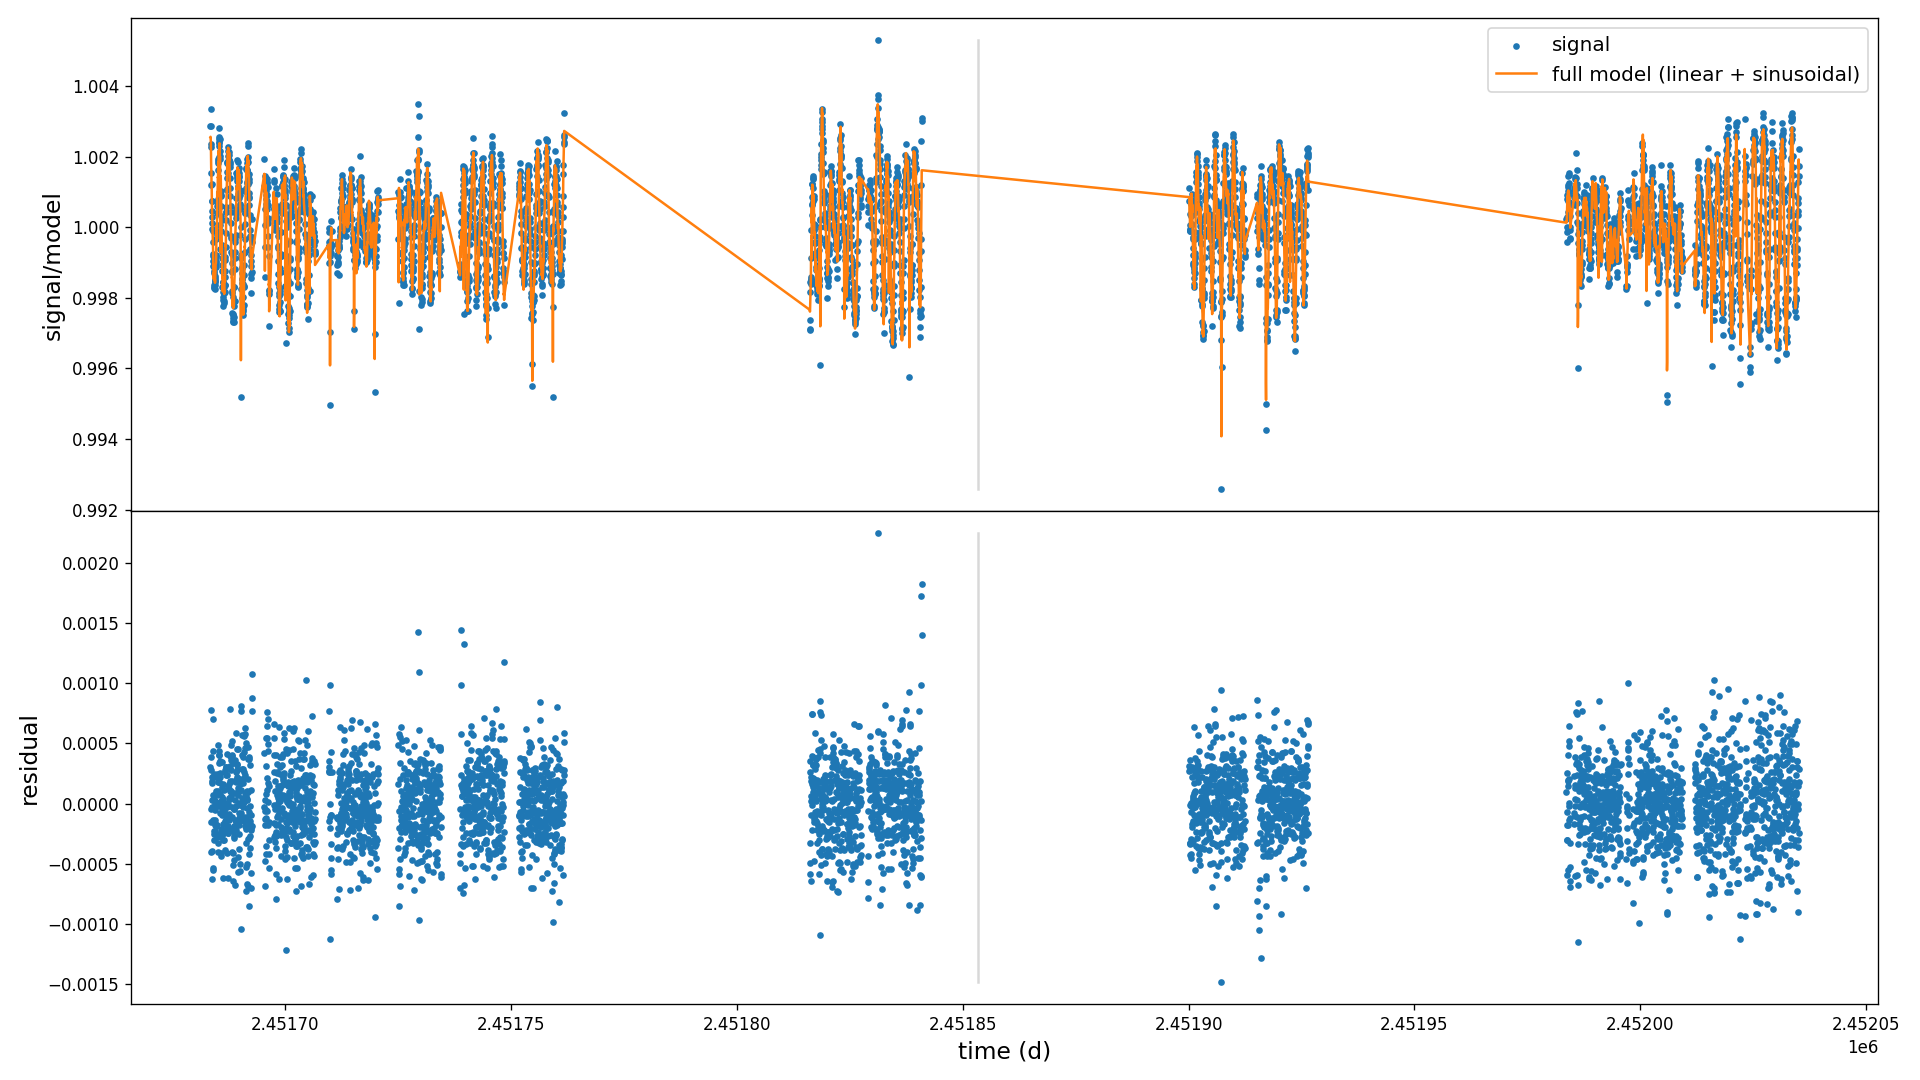 signal
full model (linear + sinusoidal)
signal/model
1.004
1.002
1.000
0.998
0.996
0.994
0.992
residual
0.0020
0.0015
0.0010
0.0005
0.0000
−0.0005
−0.0010
−0.0015
2.45170 2.45175 2.45180 2.45185 2.45190 2.45195 2.45200 2.45205
1e6
time (d)